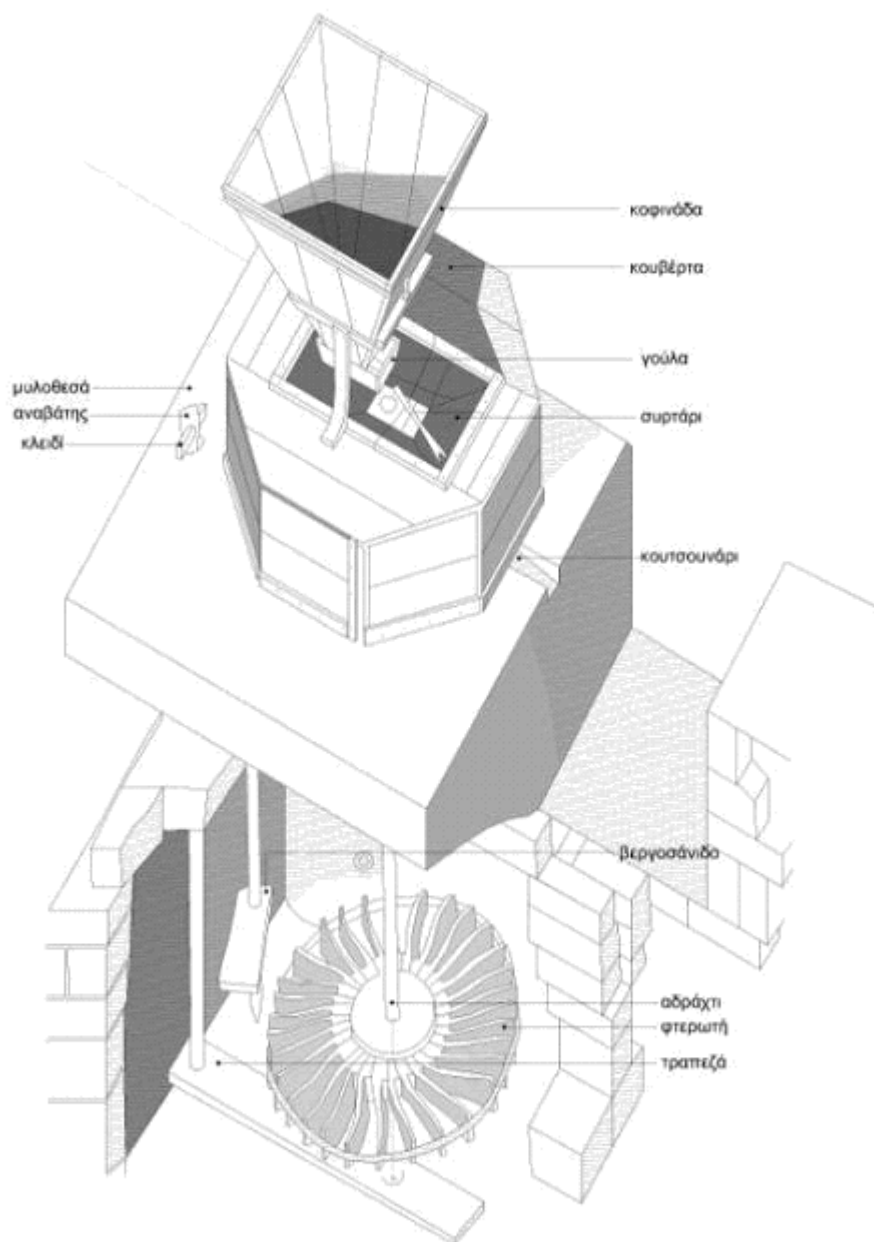 κοφινάδα
κουβέρτα
γούλα
μυλοθεσά
αναβάτης
συρτάρι
κλειδί
κουτσουνάρι
βεργοσάνιδο
αδράχτι
φτερωτή
τραπεζά